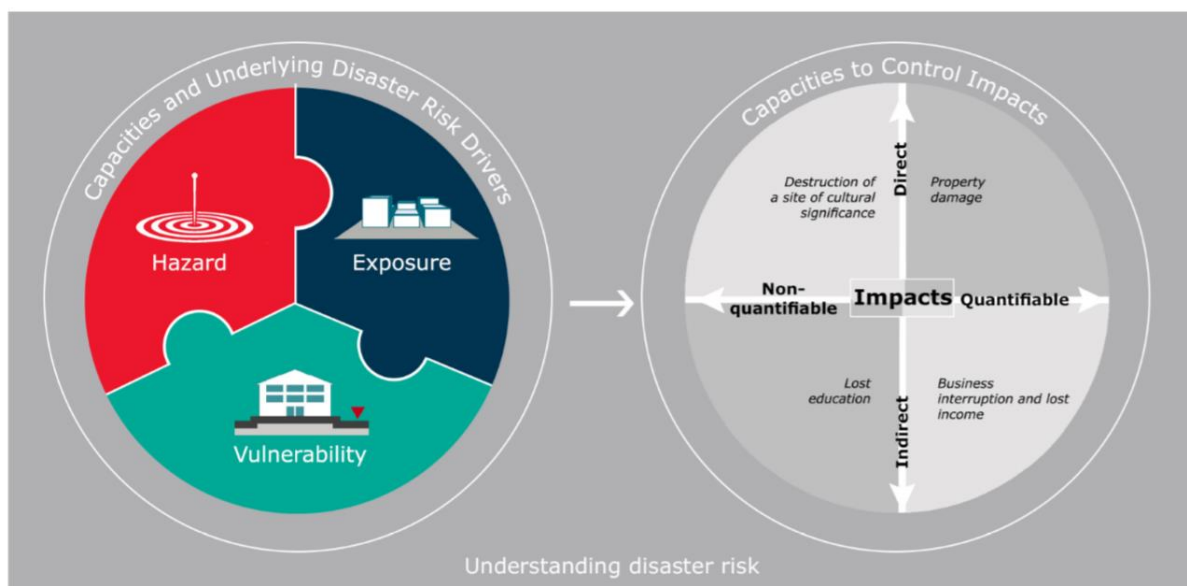 Capacities and Underlying Disaster Risk Drivers
Hazard
Exposure
Vulnerability
Capacities to Control Impacts
Direct
Destruction of
a site of cultural
significance
Property
damage
Non-
quantifiable
Impacts
Quantifiable
Lost
education
Business
interruption and lost
income
Indirect
Understanding disaster risk